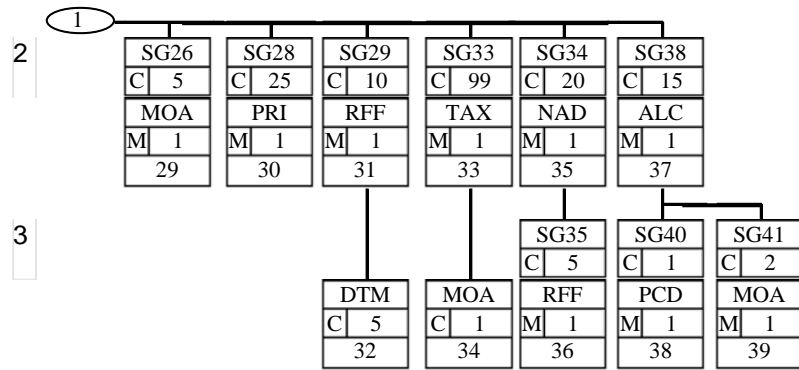 1
2
SG26 SG28 SG29 SG33 SG34 SG38
C 5 C 25 C 10 C 99 C 20 C 15
MOA PRI RFF TAX NAD ALC
M 1 M 1 M 1 M 1 M 1 M 1
29 30 31 33 35 37
3
SG35 SG40 SG41
C 5 C 1 C 2
DTM MOA RFF PCD MOA
C 5 C 1 M 1 M 1 M 1
32 34 36 38 39